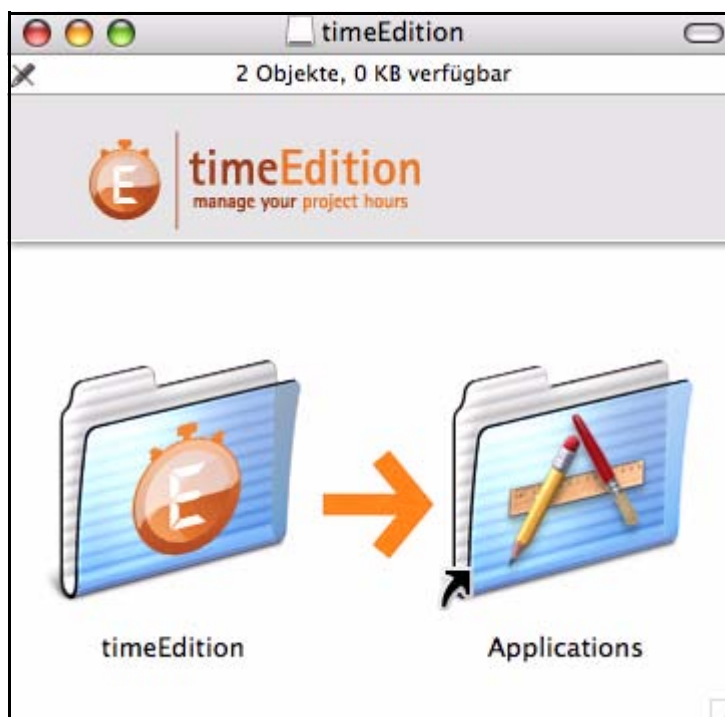 timeEdition
2 Objekte, 0 KB verfügbar
E
timeEdition
manage your project hours
E
timeEdition
Applications